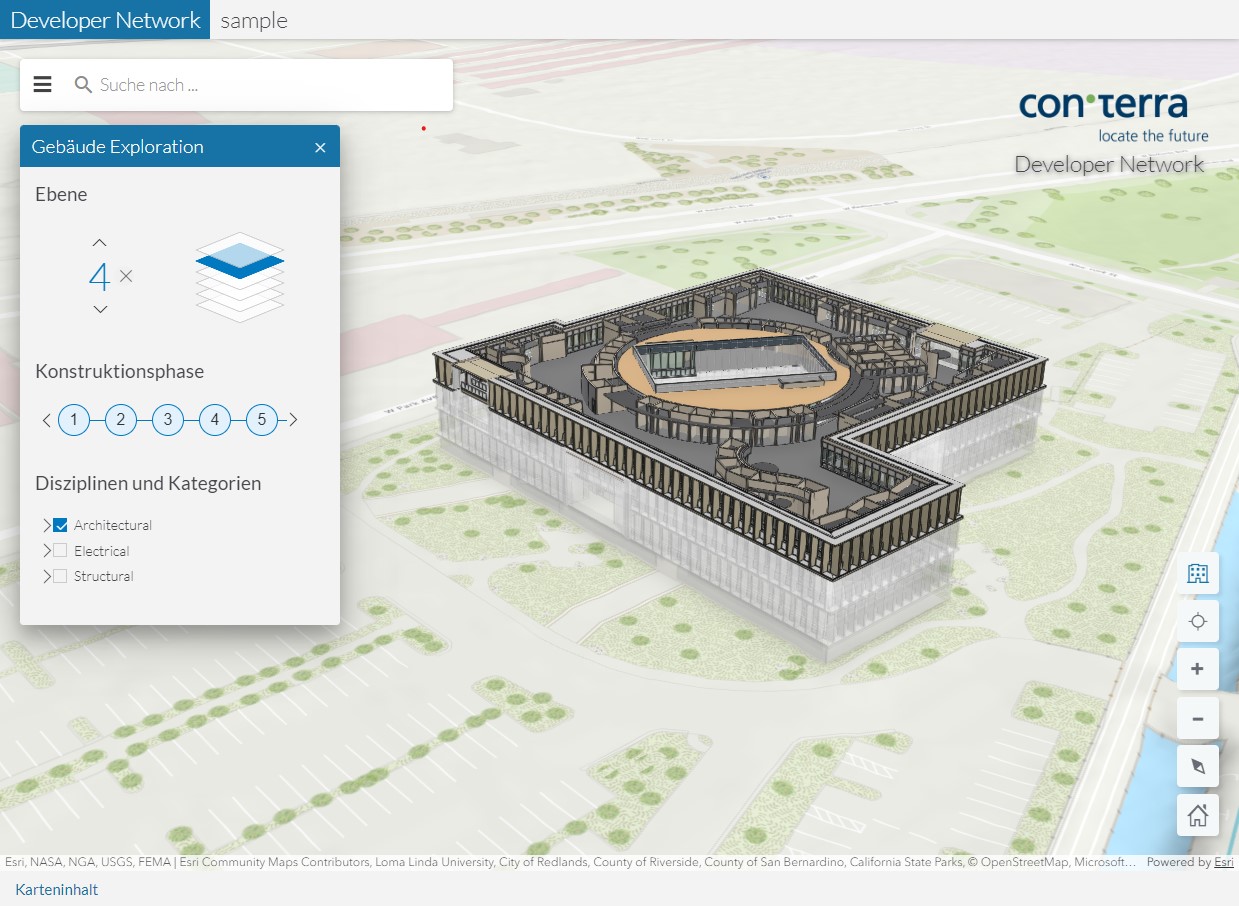 Developer Network sample
Suche nach ...
con terra
locate the future
Developer Network
Gebäude Exploration
Ebene
4
Konstruktionsphase
1 2 3 4 5
Disziplinen und Kategorien
Architectural
Electrical
Structural
W Park Ave
Esri, NASA, NGA, USGS, FEMA | Esri Community Maps Contributors, Loma Linda University, City of Redlands, County of Riverside, County of San Bernardino, California State Parks, © OpenStreetMap, Microsoft... Powered by Esri
Karteninhalt